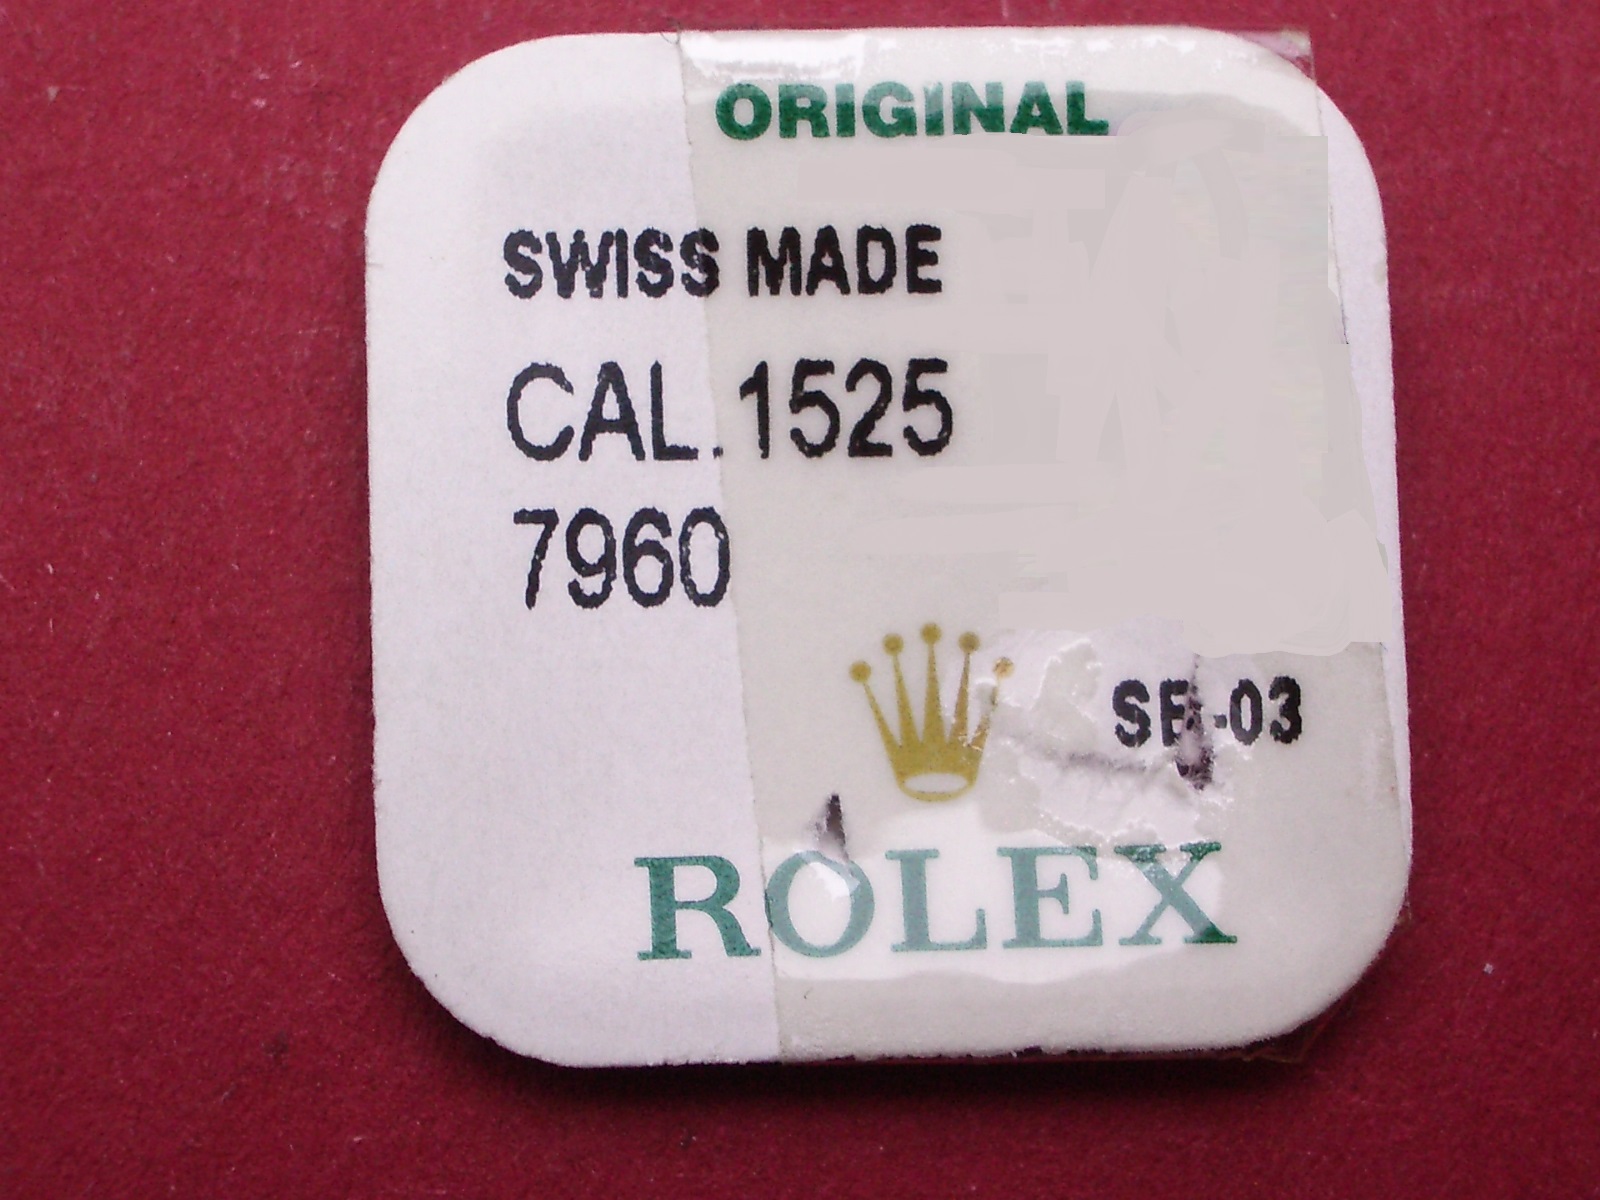 ORIGINAL
SWISS MADE
CAL. 1525
7960
ROLEX